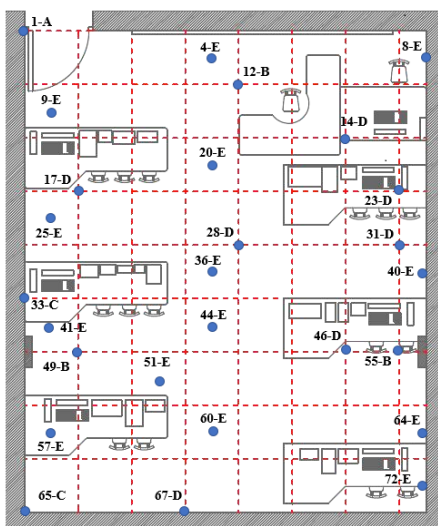 1-A
4-E
8-E
12-B
9-E
14-D
20-E
17-D
23-D
25-E
28-D
31-D
36-E
40-E
33-C
44-E
41-E
46-D
49-B
55-B
51-E
60-E
64-E
57-E
72-E
65-C
67-D